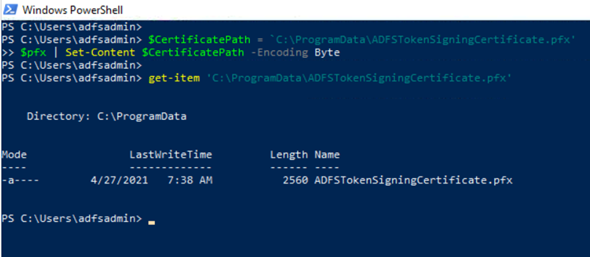 Windows PowerShell
PS C:\Users\adfsadmin>
PS C:\Users\adfsadmin> $CertificatePath = `C:\ProgramData\ADFSTokenSigningCertificate.pfx'
>> $pfx | Set-Content $CertificatePath -Encoding Byte
PS C:\Users\adfsadmin>
PS C:\Users\adfsadmin> get-item 'C:\ProgramData\ADFSTokenSigningCertificate.pfx'
Directory: C:\ProgramData
Mode LastWriteTime Length Name
---- ------------- ------ ----
-a---- 4/27/2021 7:38 AM 2560 ADFSTokenSigningCertificate.pfx
PS C:\Users\adfsadmin>